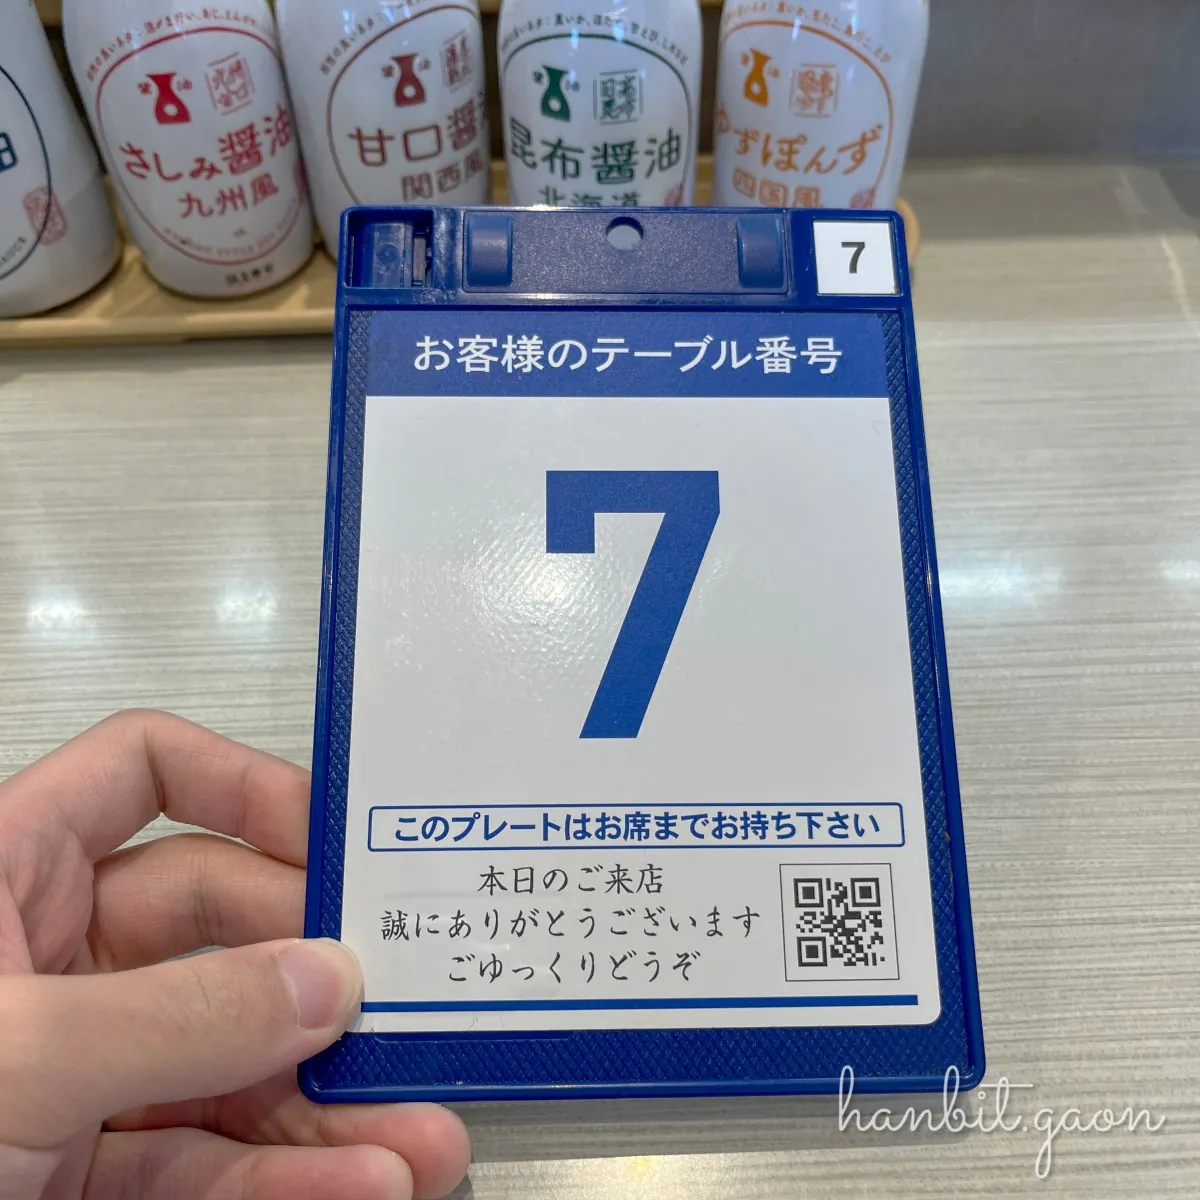 さしみ醤油
九州風
甘口醤
関西風
昆布醤油
北海道
ゆずぽんず
四国風
7
お客様のテーブル番号
7
このプレートはお席までお持ち下さい
本日のご来店
誠にありがとうございます
ごゆっくりどうぞ
hanbit.gaon